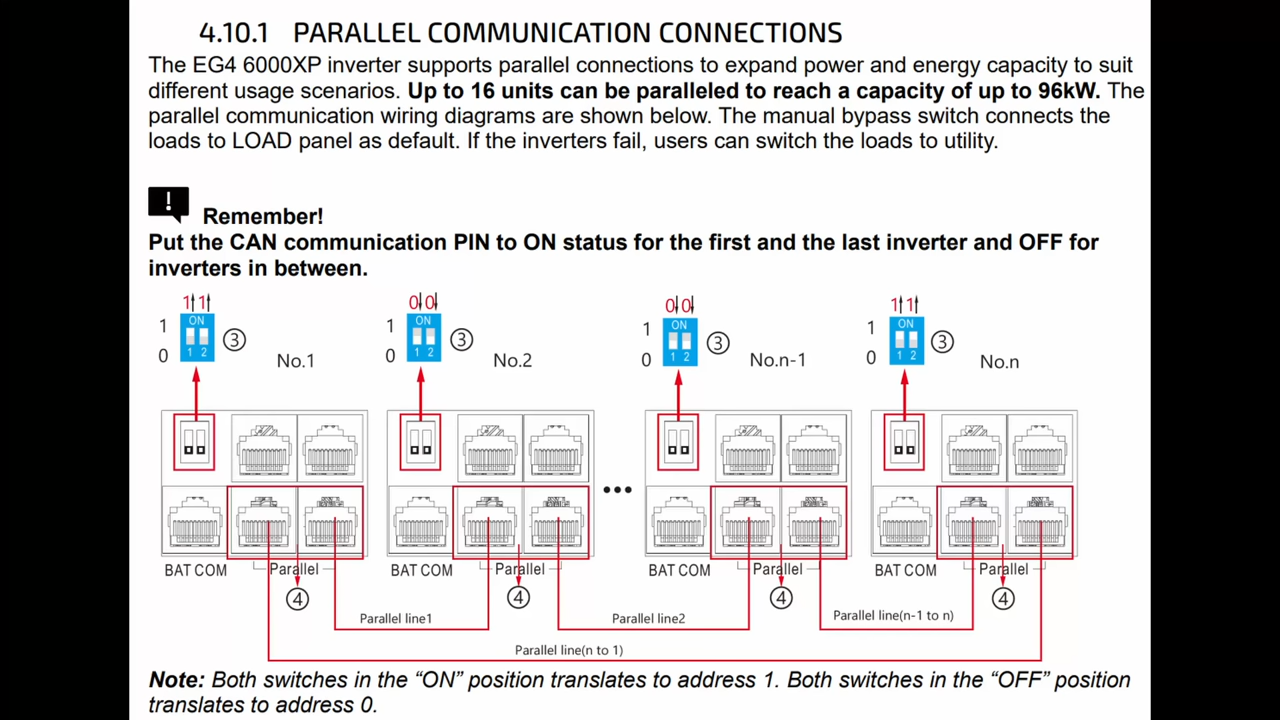 4.10.1 PARALLEL COMMUNICATION CONNECTIONS
The EG4 6000XP inverter supports parallel connections to expand power and energy capacity to suit
different usage scenarios. Up to 16 units can be paralleled to reach a capacity of up to 96kW. The
parallel communication wiring diagrams are shown below. The manual bypass switch connects the
loads to LOAD panel as default. If the inverters fail, users can switch the loads to utility.
! Remember!
Put the CAN communication PIN to ON status for the first and the last inverter and OFF for
inverters in between.
1 1 0 0 0 0 1 1
1 ON 1 ON 1 ON 1 ON
③ ③ ③ ③
0 1 2 0 1 2 0 1 2 0 1 2
No.1 No.2 No.n-1 No.n
•••
BAT COM Parallel BAT COM Parallel BAT COM Parallel BAT COM Parallel
④ ④ ④ ④
Parallel line1 Parallel line2 Parallel line(n-1 to n)
Parallel line(n to 1)
Note: Both switches in the “ON” position translates to address 1. Both switches in the “OFF” position
translates to address 0.